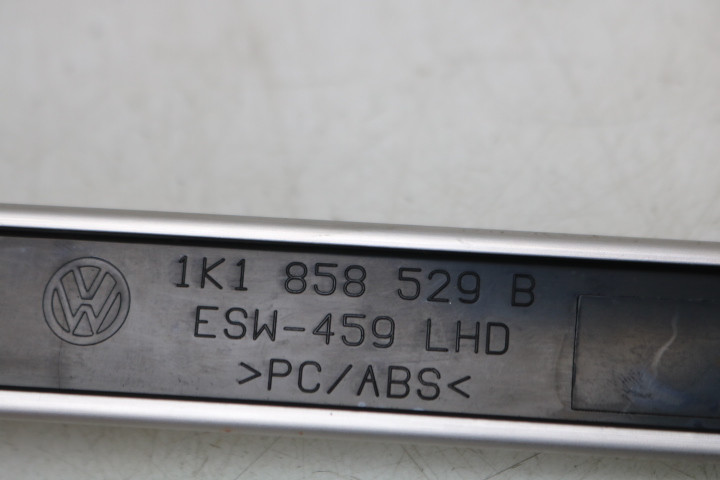 1K1 858 529 B
ESW-459 LHD
>PC/ABS<